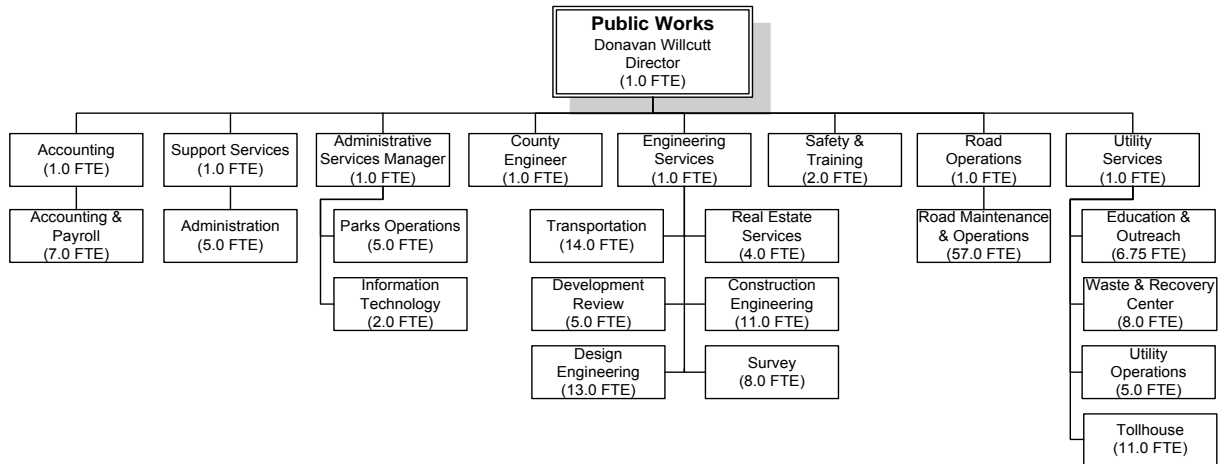 Public Works
Donavan Willcutt
Director
(1.0 FTE)
Accounting
(1.0 FTE)
Support Services
(1.0 FTE)
Administrative
Services Manager
(1.0 FTE)
County
Engineer
(1.0 FTE)
Engineering
Services
(1.0 FTE)
Safety &
Training
(2.0 FTE)
Road
Operations
(1.0 FTE)
Utility
Services
(1.0 FTE)
Accounting &
Payroll
(7.0 FTE)
Administration
(5.0 FTE)
Parks Operations
(5.0 FTE)
Transportation
(14.0 FTE)
Real Estate
Services
(4.0 FTE)
Road Maintenance
& Operations
(57.0 FTE)
Education &
Outreach
(6.75 FTE)
Information
Technology
(2.0 FTE)
Development
Review
(5.0 FTE)
Construction
Engineering
(11.0 FTE)
Waste & Recovery
Center
(8.0 FTE)
Design
Engineering
(13.0 FTE)
Survey
(8.0 FTE)
Utility
Operations
(5.0 FTE)
Tollhouse
(11.0 FTE)